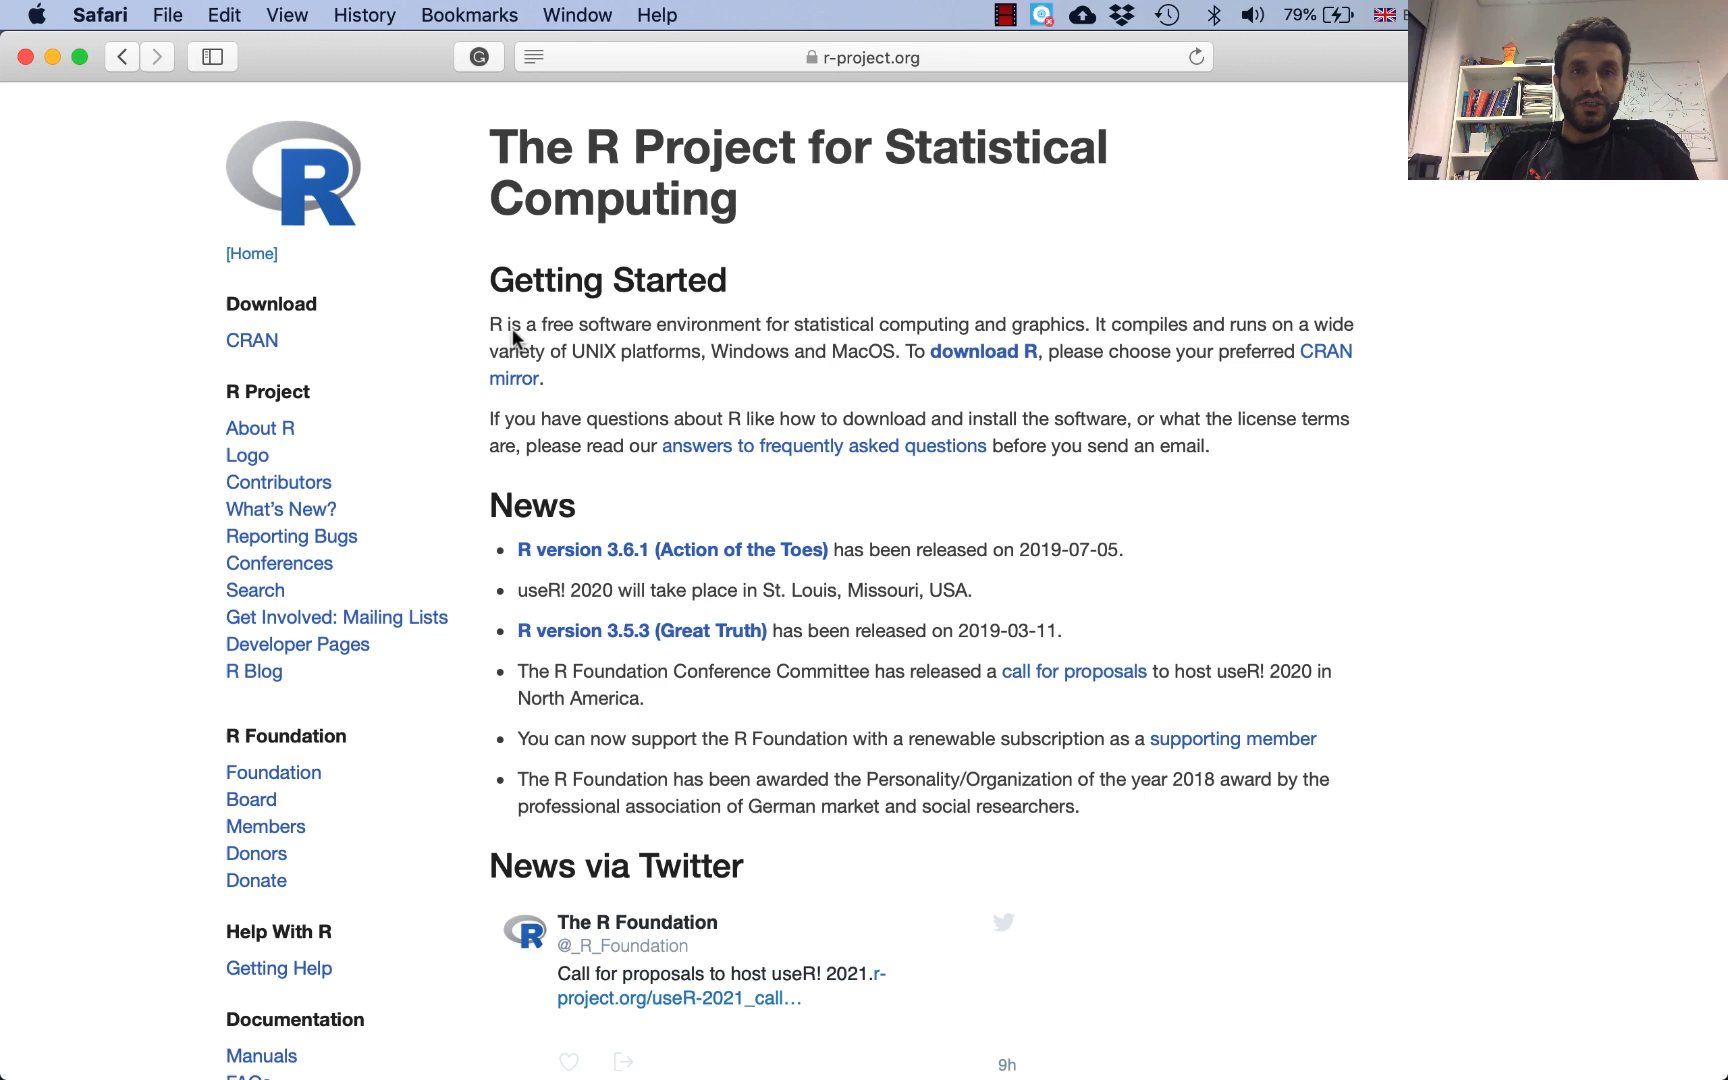 Safari File Edit View History Bookmarks Window Help 79%
r-project.org
R
[Home]
Download
CRAN
R Project
About R
Logo
Contributors
What's New?
Reporting Bugs
Conferences
Search
Get Involved: Mailing Lists
Developer Pages
R Blog
R Foundation
Foundation
Board
Members
Donors
Donate
Help With R
Getting Help
Documentation
Manuals
FAQs
The R Project for Statistical
Computing
Getting Started
R is a free software environment for statistical computing and graphics. It compiles and runs on a wide
variety of UNIX platforms, Windows and MacOS. To download R, please choose your preferred CRAN
mirror.
If you have questions about R like how to download and install the software, or what the license terms
are, please read our answers to frequently asked questions before you send an email.
News
• R version 3.6.1 (Action of the Toes) has been released on 2019-07-05.
• useR! 2020 will take place in St. Louis, Missouri, USA.
• R version 3.5.3 (Great Truth) has been released on 2019-03-11.
• The R Foundation Conference Committee has released a call for proposals to host useR! 2020 in
North America.
• You can now support the R Foundation with a renewable subscription as a supporting member
• The R Foundation has been awarded the Personality/Organization of the year 2018 award by the
professional association of German market and social researchers.
News via Twitter
R
The R Foundation
@_R_Foundation
Call for proposals to host useR! 2021.r-
project.org/useR-2021_call…
9h